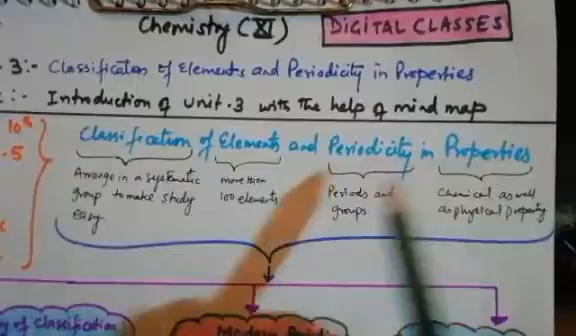 Chemistry (XI)
DIGITAL CLASSES
3:- Classification of Elements and Periodicity in Properties
:- Introduction of Unit.3 with the help of mind map
Classification of Elements and Periodicity in Properties
Arrange in a systematic
group to make study
easy
more than
100 elements
Periods and
groups
Chemical as well
as physical property
of Classification
Modern